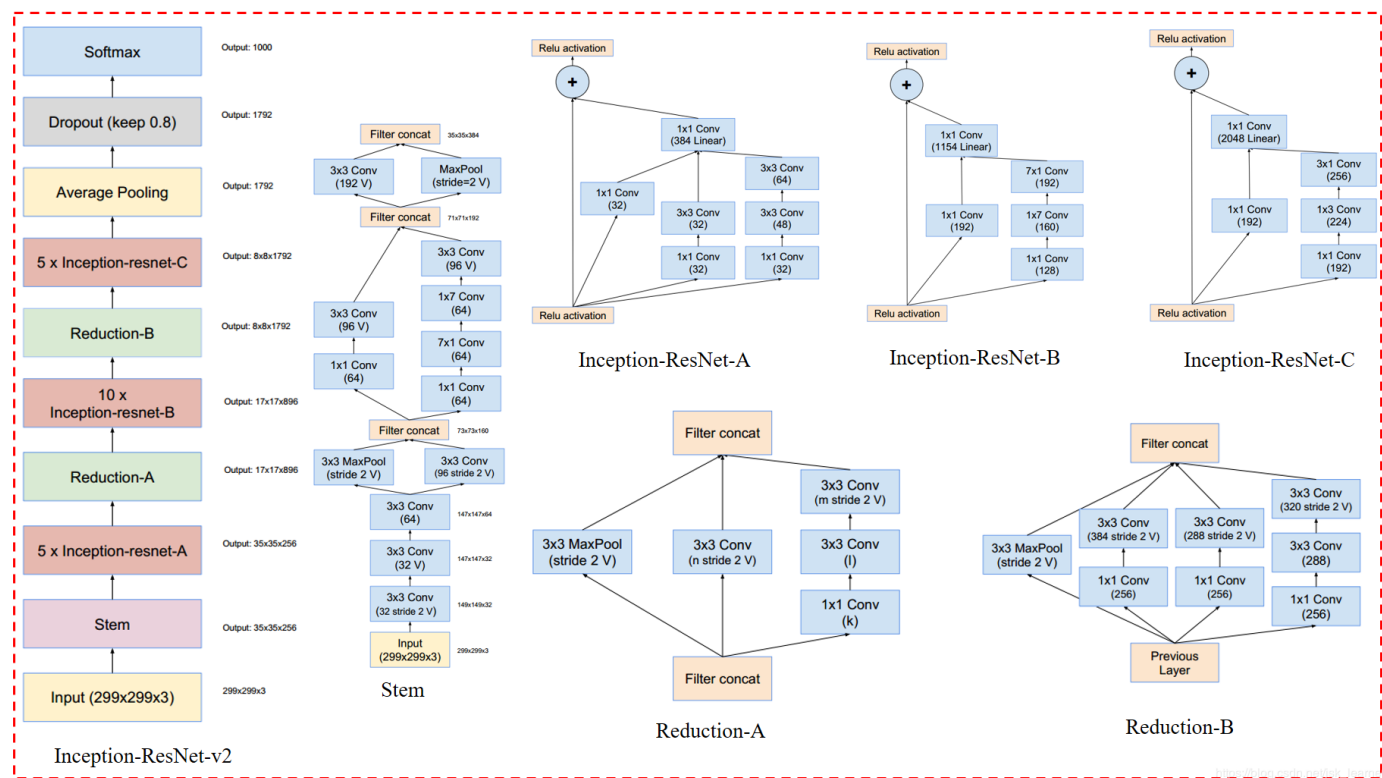 Softmax
Output: 1000
Dropout (keep 0.8)
Output: 1792
Average Pooling
Output: 1792
5 x Inception-resnet-C
Output: 8x8x1792
Reduction-B
Output: 8x8x1792
10 x
Inception-resnet-B
Output: 17x17x896
Reduction-A
Output: 17x17x896
5 x Inception-resnet-A
Output: 35x35x256
Stem
Output: 35x35x256
Input (299x299x3)
299x299x3
Inception-ResNet-v2
Filter concat
35x35x384
3x3 Conv
(192 V)
MaxPool
(stride=2 V)
Filter concat
71x71x192
3x3 Conv
(96 V)
1x7 Conv
(64)
3x3 Conv
(96 V)
7x1 Conv
(64)
1x1 Conv
(64)
1x1 Conv
(64)
Filter concat
73x73x160
3x3 MaxPool
(stride 2 V)
3x3 Conv
(96 stride 2 V)
3x3 Conv
(64)
147x147x64
3x3 Conv
(32 V)
147x147x32
3x3 Conv
(32 stride 2 V)
149x149x32
Input
(299x299x3)
299x299x3
Stem
Relu activation
+
1x1 Conv
(384 Linear)
1x1 Conv
(32)
3x3 Conv
(32)
1x1 Conv
(32)
3x3 Conv
(64)
3x3 Conv
(48)
1x1 Conv
(32)
Relu activation
Inception-ResNet-A
Relu activation
+
1x1 Conv
(1154 Linear)
1x1 Conv
(192)
7x1 Conv
(192)
1x7 Conv
(160)
1x1 Conv
(128)
Relu activation
Inception-ResNet-B
Relu activation
+
1x1 Conv
(2048 Linear)
1x1 Conv
(192)
3x1 Conv
(256)
1x3 Conv
(224)
1x1 Conv
(192)
Relu activation
Inception-ResNet-C
Filter concat
3x3 MaxPool
(stride 2 V)
3x3 Conv
(n stride 2 V)
3x3 Conv
(m stride 2 V)
3x3 Conv
(l)
1x1 Conv
(k)
Filter concat
Reduction-A
Filter concat
3x3 MaxPool
(stride 2 V)
3x3 Conv
(384 stride 2 V)
1x1 Conv
(256)
3x3 Conv
(288 stride 2 V)
1x1 Conv
(256)
3x3 Conv
(320 stride 2 V)
3x3 Conv
(288)
1x1 Conv
(256)
Previous
Layer
Reduction-B